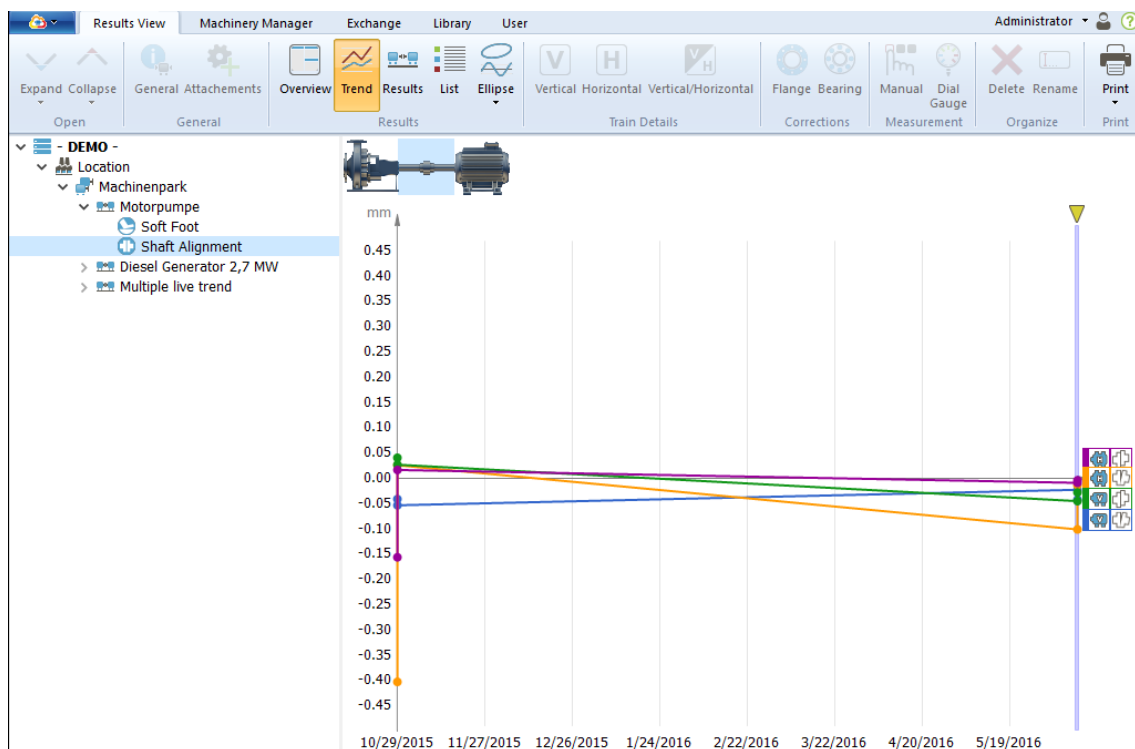 Results View Machinery Manager Exchange Library User Administrator
Expand Collapse General Attachements Overview Trend Results List Ellipse Vertical Horizontal Vertical/Horizontal Flange Bearing Manual Dial Gauge Delete Rename Print
Open General Results Train Details Corrections Measurement Organize Print
- DEMO -
Location
Machinenpark
Motorpumpe
Soft Foot
Shaft Alignment
Diesel Generator 2,7 MW
Multiple live trend
mm
0.45
0.40
0.35
0.30
0.25
0.20
0.15
0.10
0.05
0.00
-0.05
-0.10
-0.15
-0.20
-0.25
-0.30
-0.35
-0.40
-0.45
10/29/2015 11/27/2015 12/26/2015 1/24/2016 2/22/2016 3/22/2016 4/20/2016 5/19/2016
H
H
V
V